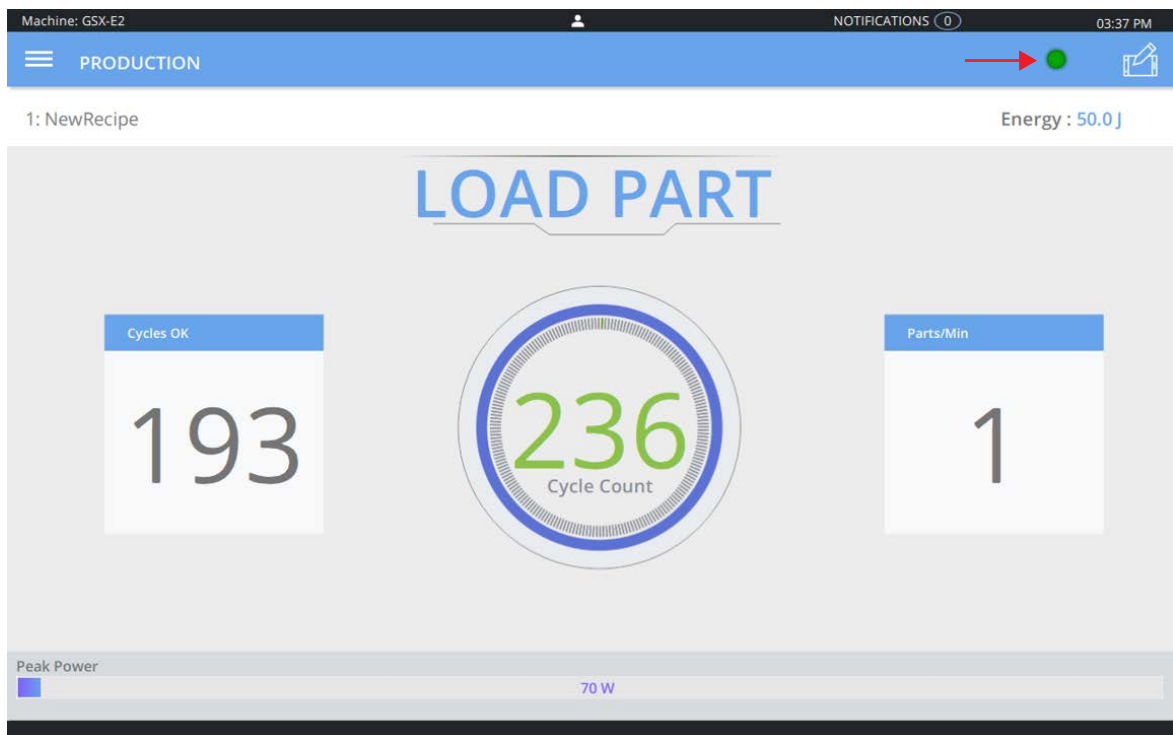 Machine: GSX-E2 NOTIFICATIONS 0 03:37 PM
PRODUCTION
1: NewRecipe Energy : 50.0 J
LOAD PART
Cycles OK
193
236
Cycle Count
Parts/Min
1
Peak Power
70 W